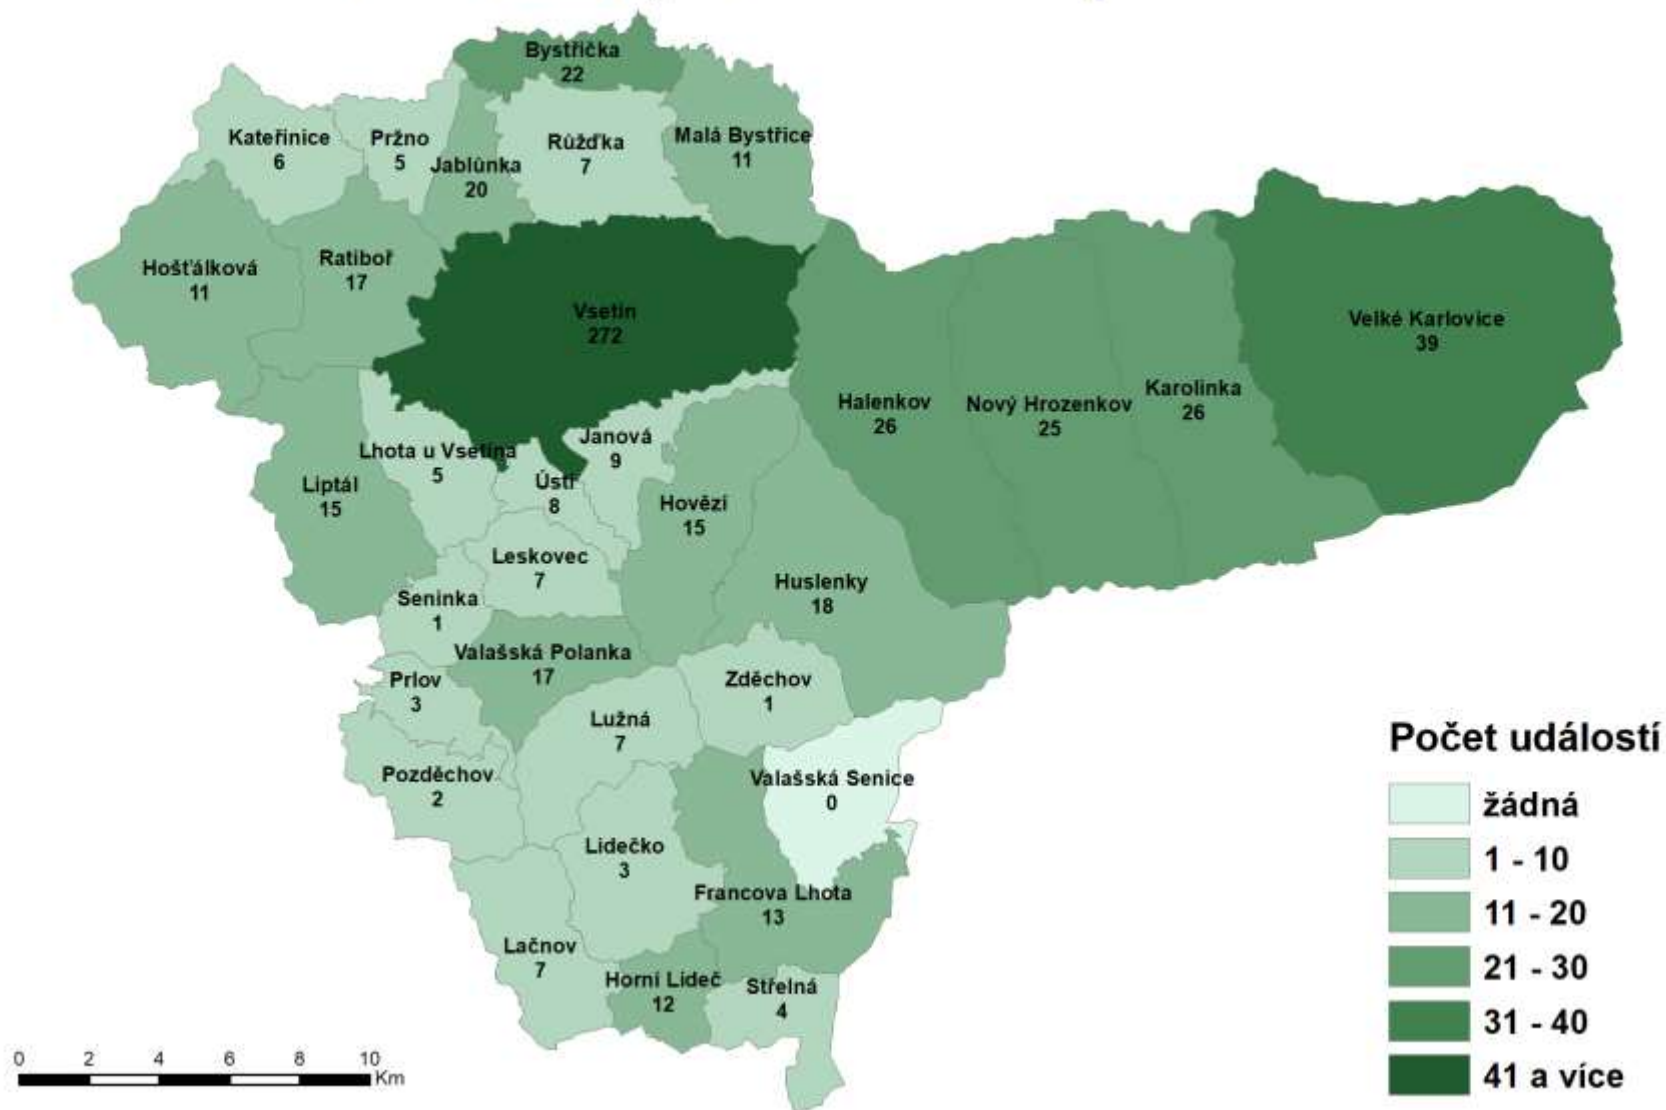 Bystřička
22
Kateřinice
6
Pržno
5
Jablůnka
20
Růžďka
7
Malá Bystřice
11
Hošťálková
11
Ratiboř
17
Vsetín
272
Velké Karlovice
39
Halenkov
26
Nový Hrozenkov
25
Karolinka
26
Lhota u Vsetína
5
Janová
9
Ústí
8
Liptál
15
Hovězí
15
Leskovec
7
Huslenky
18
Seninka
1
Valašská Polanka
17
Prlov
3
Zděchov
1
Lužná
7
Pozděchov
2
Valašská Senice
0
Lidečko
3
Francova Lhota
13
Lačnov
7
Horní Lideč
12
Střelná
4
Počet událostí
žádná
1 - 10
11 - 20
21 - 30
31 - 40
41 a více
0 2 4 6 8 10
Km